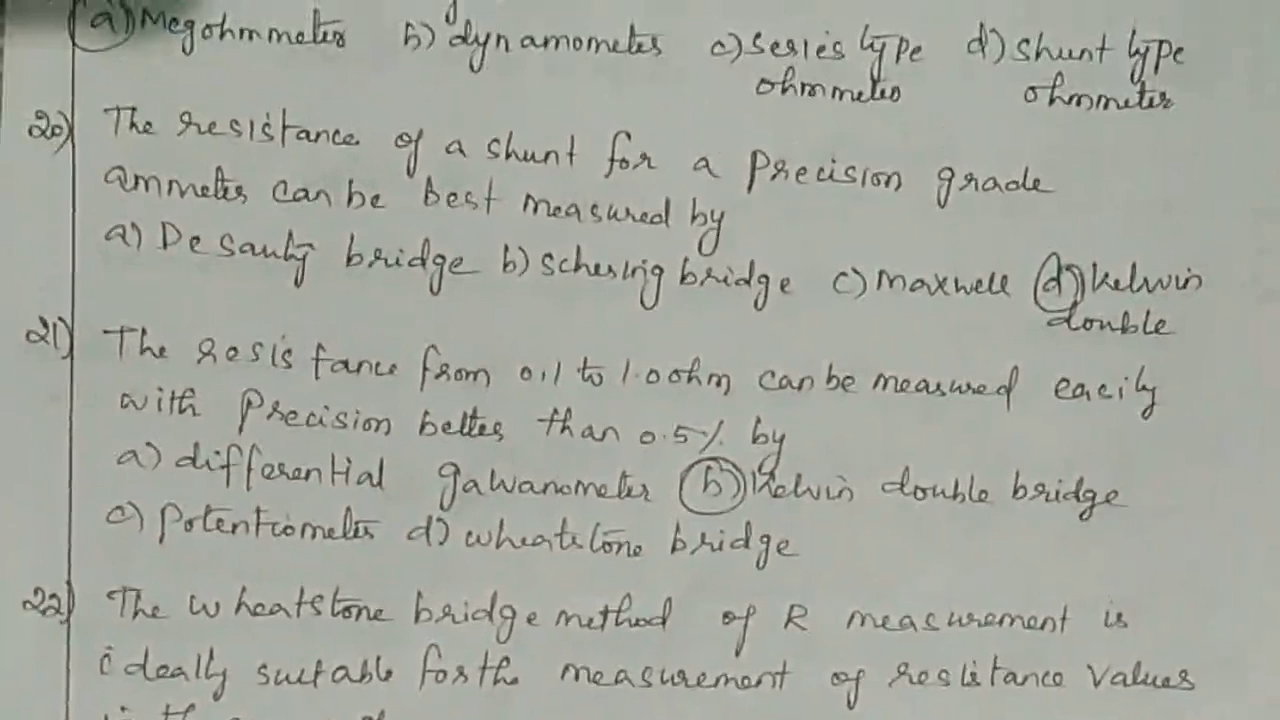 a) Megohmmeter b) dynamometer c) series type ohmmeter d) shunt type ohmmeter
20) The resistance of a shunt for a Precision grade
ammeter can be best measured by
a) Desauty bridge b) schering bridge c) Maxwell d) Kelvin double
21) The resistance from 0.1 to 1.0 ohm can be measured eacily
with Precision better than 0.5% by
a) differential galvanometer b) Kelvin double bridge
c) Potentiometer d) wheatstone bridge
22) The wheatstone bridge method of R measurement is
ideally suitable for the measurement of resistance values